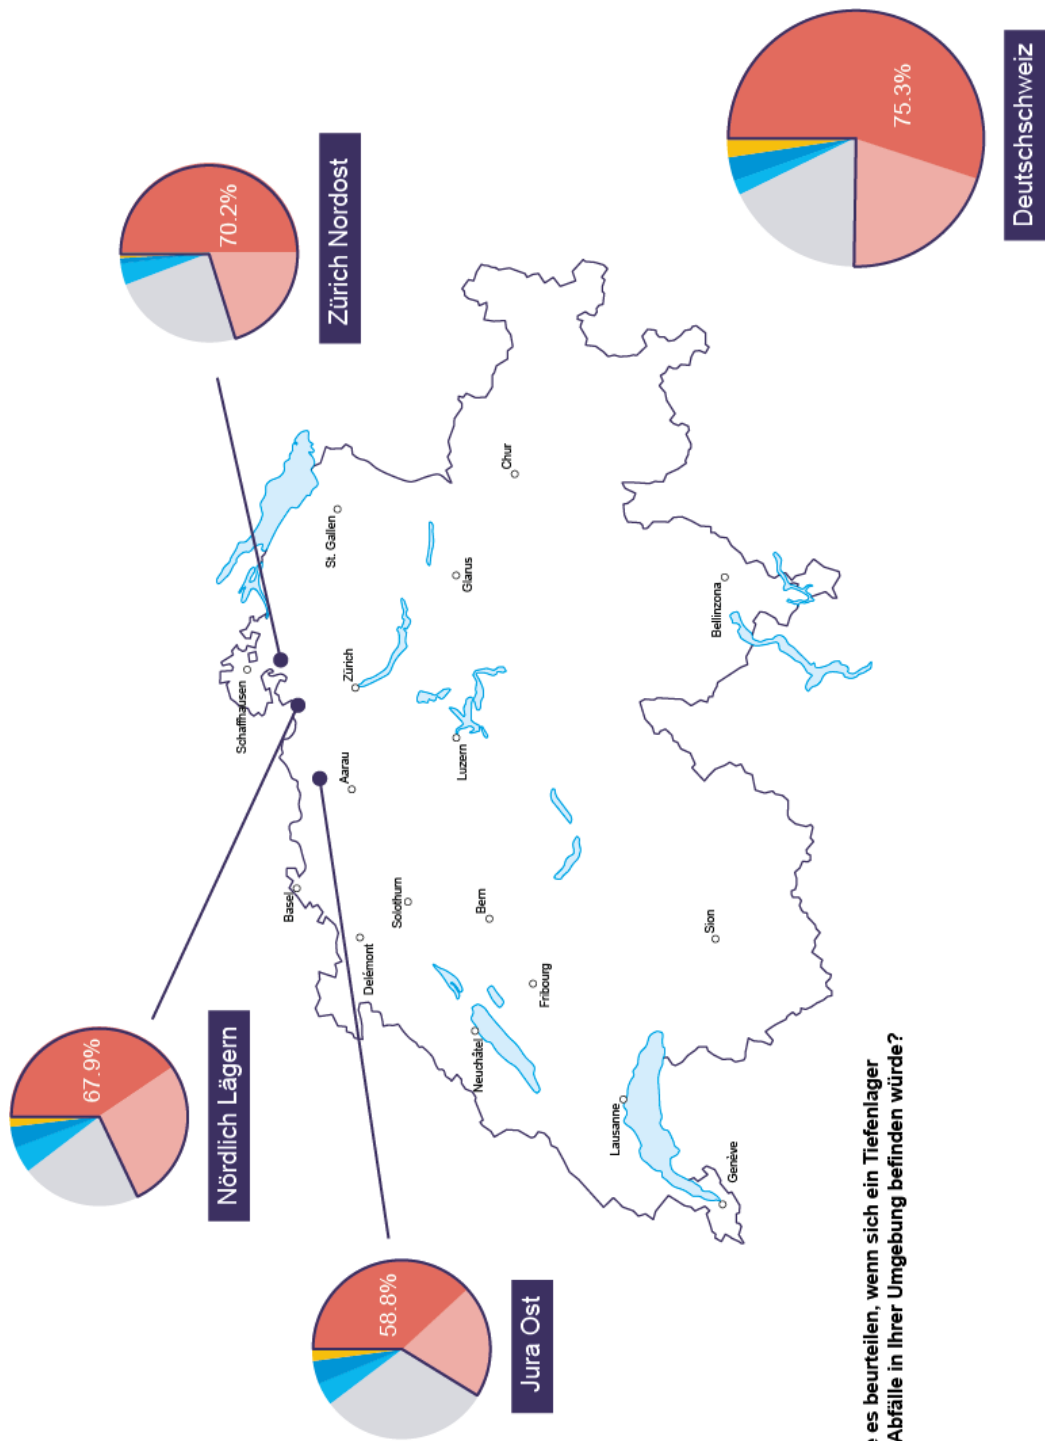 67.9%
Nördlich Lägern
70.2%
Zürich Nordost
58.8%
Jura Ost
75.3%
Deutschschweiz
Schaffhausen
Basel
Aarau
Zürich
St. Gallen
Delémont
Solothurn
Luzern
Glarus
Chur
Neuchâtel
Bern
Fribourg
Lausanne
Genève
Sion
Bellinzona
es beurteilen, wenn sich ein Tiefenlager
Abfälle in Ihrer Umgebung befinden würde?